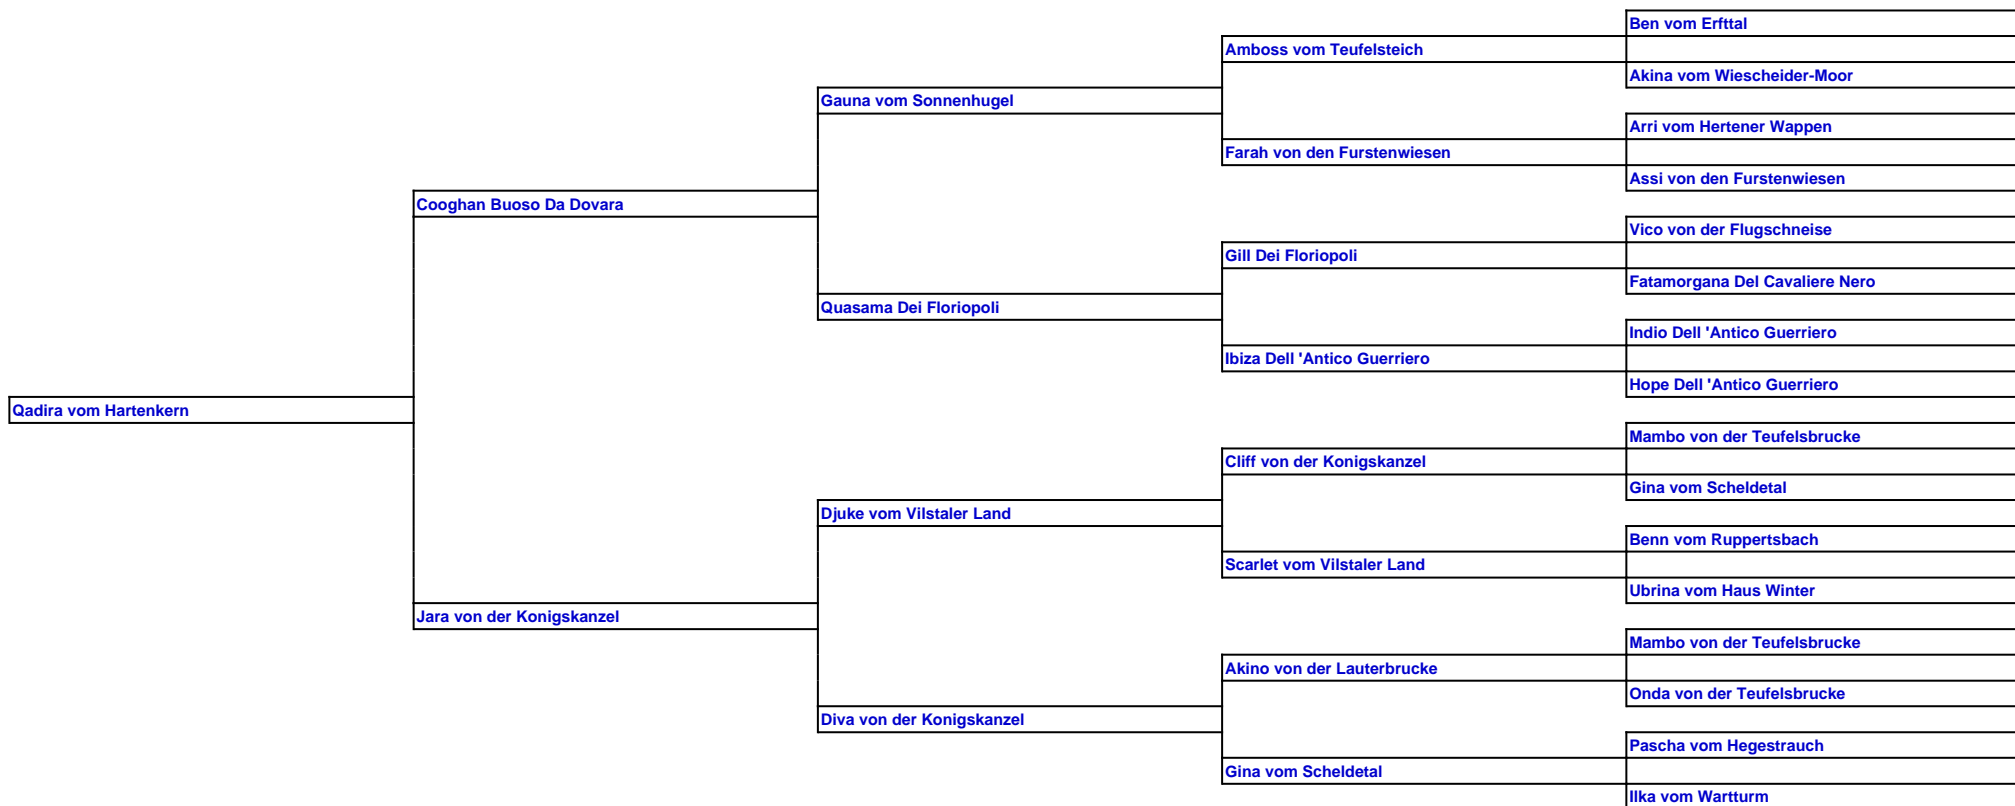 Ben vom Erfttal
Amboss vom Teufelsteich
Akina vom Wiescheider-Moor
Gauna vom Sonnenhugel
Arri vom Hertener Wappen
Farah von den Furstenwiesen
Assi von den Furstenwiesen
Cooghan Buoso Da Dovara
Vico von der Flugschneise
Gill Dei Floriopoli
Fatamorgana Del Cavaliere Nero
Quasama Dei Floriopoli
Indio Dell 'Antico Guerriero
Ibiza Dell 'Antico Guerriero
Hope Dell 'Antico Guerriero
Qadira vom Hartenkern
Mambo von der Teufelsbrucke
Cliff von der Konigskanzel
Gina vom Scheldetal
Djuke vom Vilstaler Land
Benn vom Ruppertsbach
Scarlet vom Vilstaler Land
Ubrina vom Haus Winter
Jara von der Konigskanzel
Mambo von der Teufelsbrucke
Akino von der Lauterbrucke
Onda von der Teufelsbrucke
Diva von der Konigskanzel
Pascha vom Hegestrauch
Gina vom Scheldetal
Ilka vom Wartturm